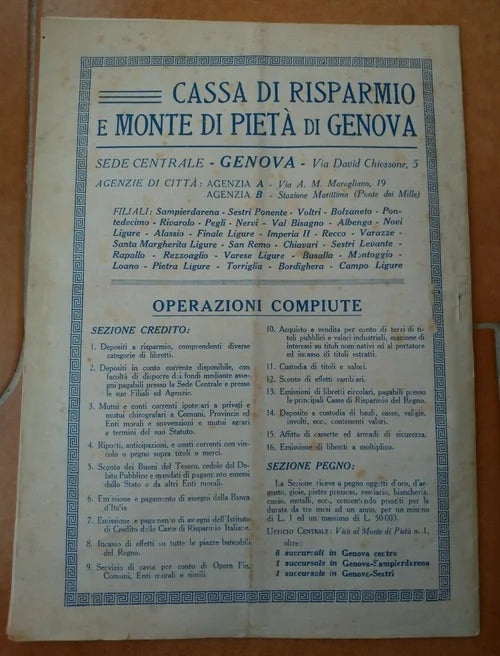 CASSA DI RISPARMIO
E MONTE DI PIETÀ DI GENOVA
SEDE CENTRALE - GENOVA - Via David Chiossone, 5
AGENZIE DI CITTÀ: AGENZIA A - Via A. M. Maragliano, 19
AGENZIA B - Stazione Marittima (Ponte dei Mille)
FILIALI: Sampierdarena - Sestri Ponente - Voltri - Bolzaneto - Pon-
tedecimo - Rivarolo - Pegli - Nervi - Val Bisagno - Albenga - Novi
Ligure - Alassio - Finale Ligure - Imperia II - Recco - Varazze -
Santa Margherita Ligure - San Remo - Chiavari - Sestri Levante -
Rapallo - Rezzoaglio - Varese Ligure - Busalla - Montoggio -
Loano - Pietra Ligure - Torriglia - Bordighera - Campo Ligure
OPERAZIONI COMPIUTE
SEZIONE CREDITO:
1. Depositi a risparmio, comprendenti diverse
categorie di libretti.
2. Depositi in conto corrente disponibile, con
facoltà di disporre di fondi mediante asse-
gni pagabili presso la Sede Centrale e presso
le sue Filiali ed Agenzie.
3. Mutui e conti correnti ipotecari a privati e
mutui chirografari a Comuni, Provincie ed
Enti morali e sovvenzioni e mutui agrari
a termini del suo Statuto.
4. Riporti, anticipazioni, e conti correnti con vin-
colo o pegno sopra titoli o merci.
5. Sconto dei Buoni del Tesoro, cedole del De-
bito Pubblico e mandati di pagamento emessi
dallo Stato o da altri Enti morali.
6. Emissione e pagamento di assegni della Banca
d'Italia.
7. Emissione e pagamento di assegni dell'Istituto
di Credito delle Casse di Risparmio Italiane.
8. Incasso di effetti su tutte le piazze bancabili
del Regno.
9. Servizio di cassa per conto di Opere Pie,
Comuni, Enti morali e simili.
10. Acquisto e vendita per conto di terzi di ti-
toli pubblici e valori industriali, esazione di
interessi su titoli nominativi ed al portatore
ed incasso di titoli estratti.
11. Custodia di titoli e valori.
12. Sconto di effetti cambiari.
13. Emissioni di libretti circolari, pagabili presso
le principali Casse di Risparmio del Regno.
14. Deposito a custodia di bauli, casse, valigie,
involti, ecc., contenenti valori.
15. Affitto di cassette ed armadi di sicurezza.
16. Emissione di libretti a moltiplico.
SEZIONE PEGNO:
La Sezione riceve a pegno oggetti d'oro, d'ar-
gento, gioie, pietre preziose, vestiario, biancheria,
cuoio, metalli, ecc., concedendo prestiti per la
durata da tre mesi ad un anno, per un minimo
di L. 1 ed un massimo di L. 50.000.
UFFICIO CENTRALE: Vico al Monte di Pietà n. 1,
oltre:
6 succursali in Genova centro
1 succursale in Genova-Sampierdarena
1 succursale in Genova-Sestri